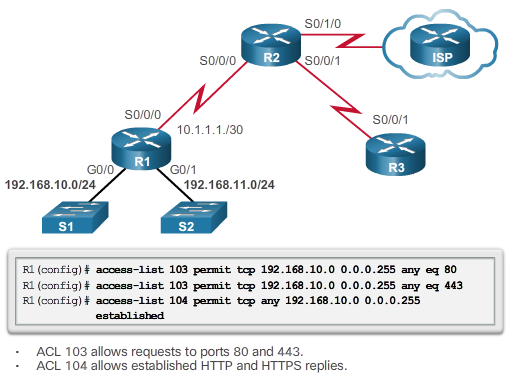 S0/1/0
ISP
R2
S0/0/0
S0/0/1
S0/0/0
S0/0/1
10.1.1.1./30
R1
R3
G0/0
G0/1
192.168.10.0/24
192.168.11.0/24
S1
S2
R1(config)# access-list 103 permit tcp 192.168.10.0 0.0.0.255 any eq 80
R1(config)# access-list 103 permit tcp 192.168.10.0 0.0.0.255 any eq 443
R1(config)# access-list 104 permit tcp any 192.168.10.0 0.0.0.255
established
• ACL 103 allows requests to ports 80 and 443.
• ACL 104 allows established HTTP and HTTPS replies.